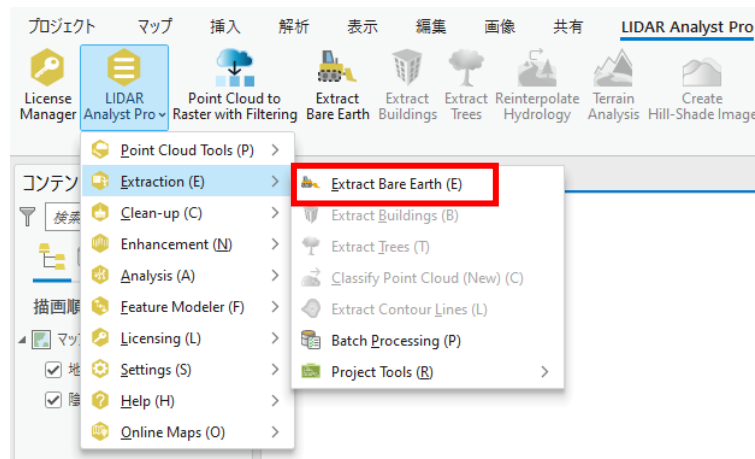 プロジェクト マップ 挿入 解析 表示 編集 画像 共有 LIDAR Analyst Pro
License Manager
LIDAR Analyst Pro
Point Cloud to Raster with Filtering
Extract Bare Earth
Extract Buildings
Extract Trees
Reinterpolate Hydrology
Terrain Analysis
Create Hill-Shade Image
コンテン
検索
描画順
マップ
地
陰
Point Cloud Tools (P)
Extraction (E)
Clean-up (C)
Enhancement (N)
Analysis (A)
Feature Modeler (F)
Licensing (L)
Settings (S)
Help (H)
Online Maps (O)
Extract Bare Earth (E)
Extract Buildings (B)
Extract Trees (T)
Classify Point Cloud (New) (C)
Extract Contour Lines (L)
Batch Processing (P)
Project Tools (R)